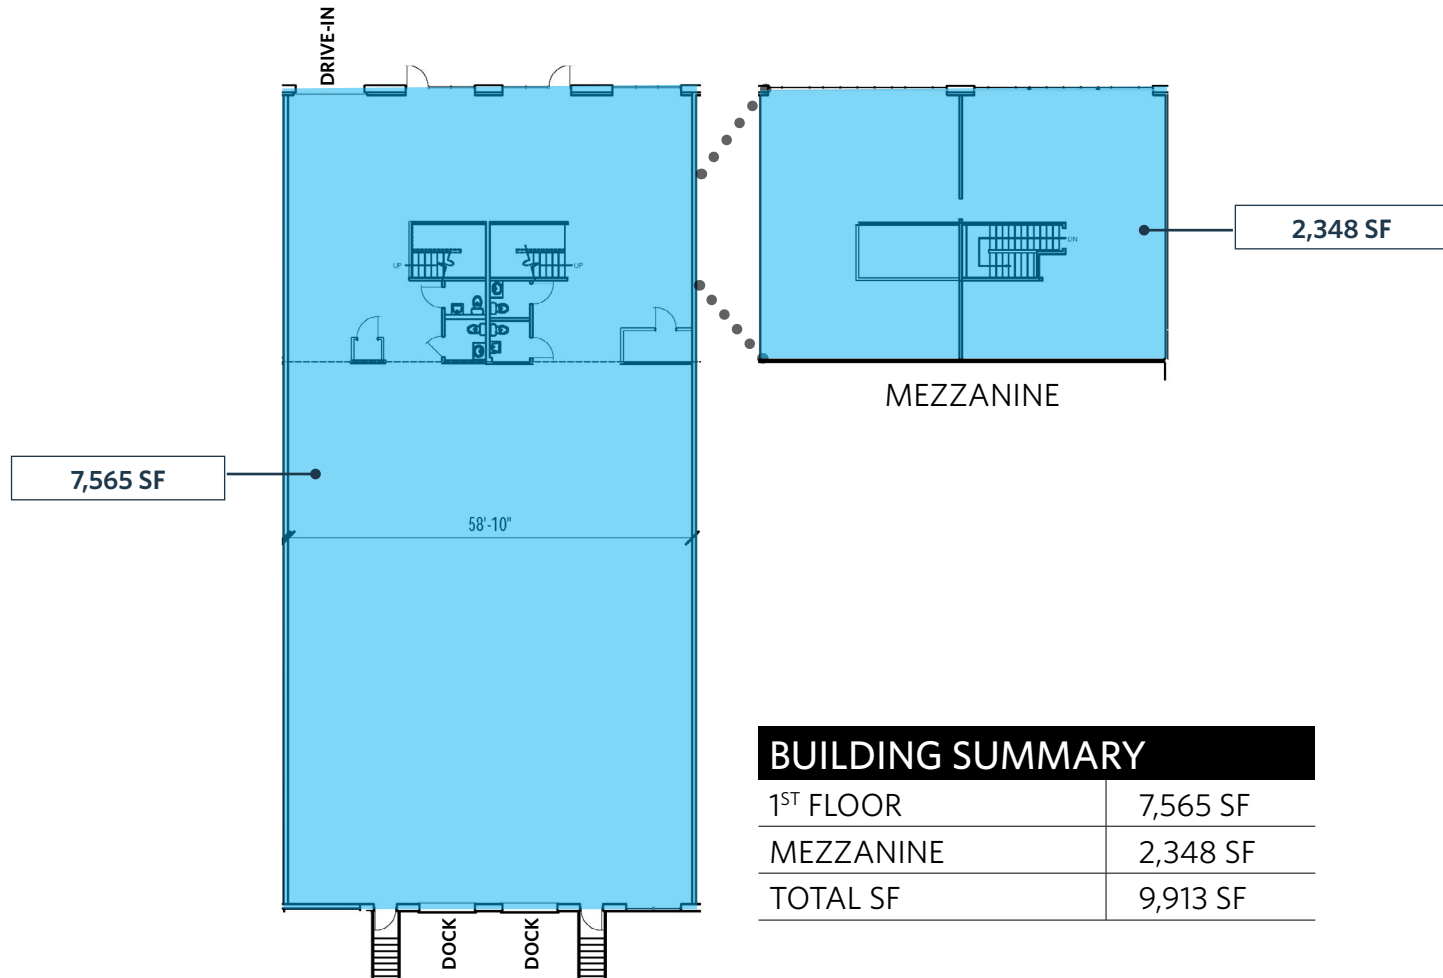 DRIVE-IN
2,348 SF
UP
UP
DN
MEZZANINE
7,565 SF
58'-10"
BUILDING SUMMARY
1ST FLOOR 7,565 SF
MEZZANINE 2,348 SF
TOTAL SF 9,913 SF
DOCK
DOCK